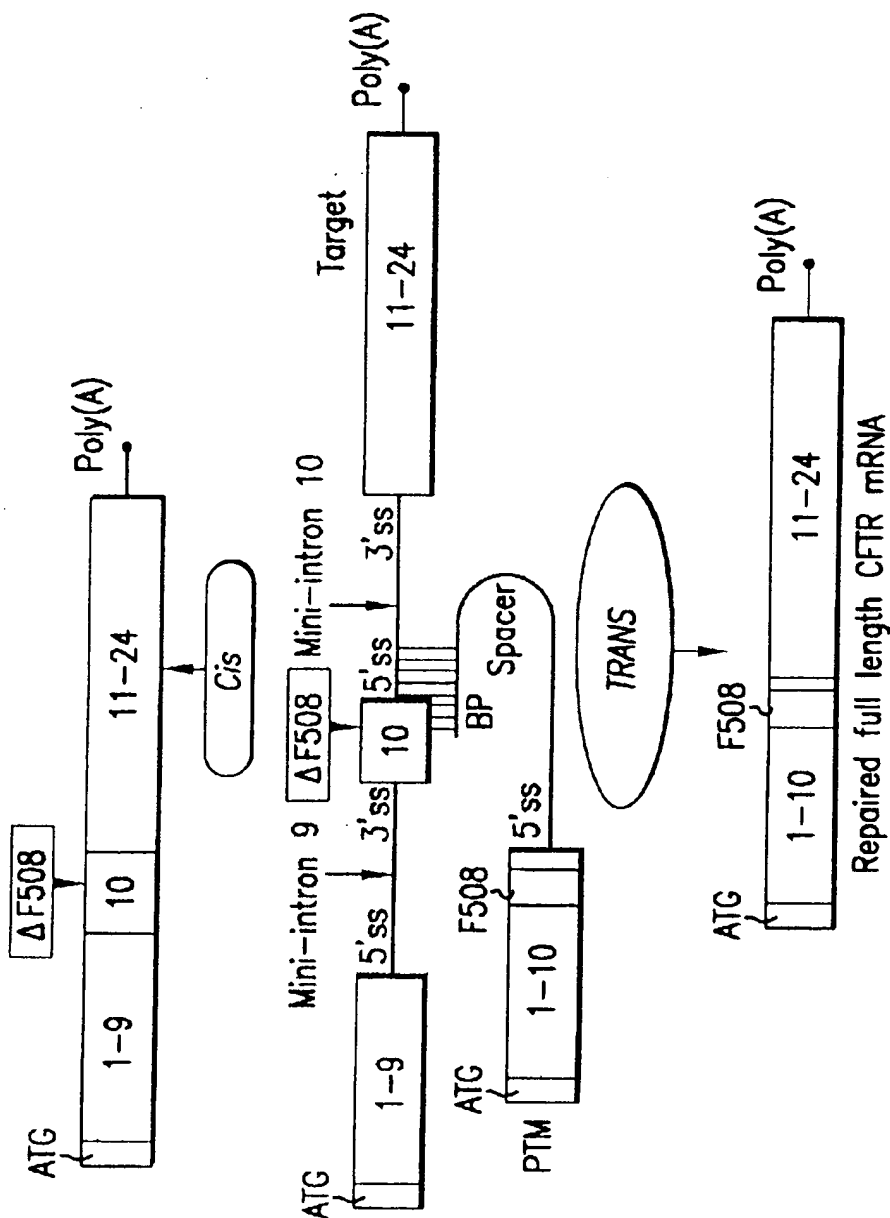 ΔF508
ATG
1–9
10
11–24
Poly(A)
Cis
Mini-intron 9
ΔF508
Mini-intron 10
Target
ATG
1–9
5'ss
3'ss
10
5'ss
3'ss
11–24
Poly(A)
BP
Spacer
ATG
F508
PTM
1–10
5'ss
TRANS
ATG
F508
1–10
11–24
Poly(A)
Repaired full length CFTR mRNA